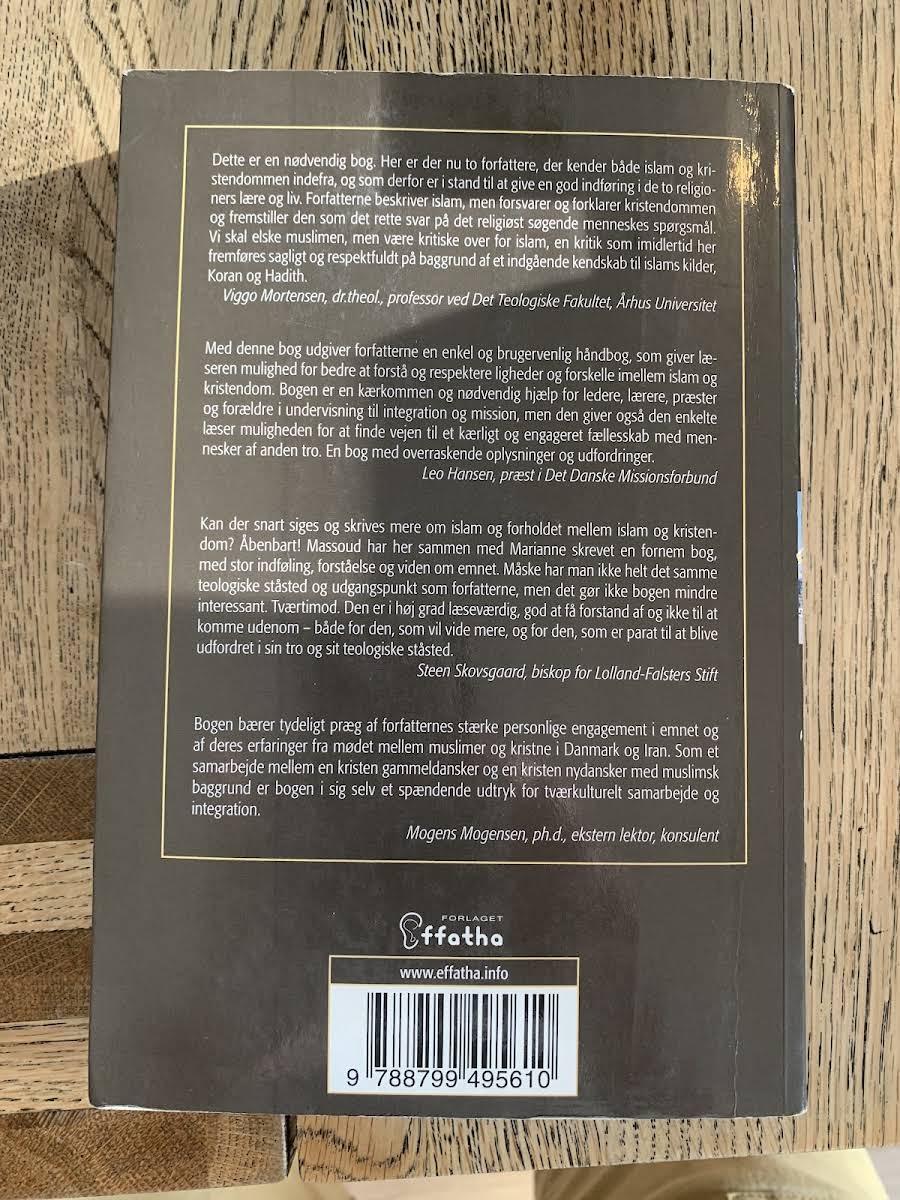 Dette er en nødvendig bog. Her er der nu to forfattere, der kender både islam og kri-
stendommen indefra, og som derfor er i stand til at give en god indføring i de to religio-
ners lære og liv. Forfatterne beskriver islam, men forsvarer og forklarer kristendommen
og fremstiller den som det rette svar på det religiøst søgende menneskes spørgsmål.
Vi skal elske muslimen, men være kritiske over for islam, en kritik som imidlertid her
fremføres sagligt og respektfuldt på baggrund af et indgående kendskab til islams kilder,
Koran og Hadith.
Viggo Mortensen, dr.theol., professor ved Det Teologiske Fakultet, Århus Universitet
Med denne bog udgiver forfatterne en enkel og brugervenlig håndbog, som giver læ-
seren mulighed for bedre at forstå og respektere ligheder og forskelle imellem islam og
kristendom. Bogen er en kærkommen og nødvendig hjælp for ledere, lærere, præster
og forældre i undervisning til integration og mission, men den giver også den enkelte
læser muligheden for at finde vejen til et kærligt og engageret fællesskab med men-
nesker af anden tro. En bog med overraskende oplysninger og udfordringer.
Leo Hansen, præst i Det Danske Missionsforbund
Kan der snart siges og skrives mere om islam og forholdet mellem islam og kristen-
dom? Åbenbart! Massoud har her sammen med Marianne skrevet en fornem bog,
med stor indføling, forståelse og viden om emnet. Måske har man ikke helt det samme
teologiske ståsted og udgangspunkt som forfatterne, men det gør ikke bogen mindre
interessant. Tværtimod. Den er i høj grad læseværdig, god at få forstand af og ikke til at
komme udenom – både for den, som vil vide mere, og for den, som er parat til at blive
udfordret i sin tro og sit teologiske ståsted.
Steen Skovsgaard, biskop for Lolland-Falsters Stift
Bogen bærer tydeligt præg af forfatternes stærke personlige engagement i emnet og
af deres erfaringer fra mødet mellem muslimer og kristne i Danmark og Iran. Som et
samarbejde mellem en kristen gammeldansker og en kristen nydansker med muslimsk
baggrund er bogen i sig selv et spændende udtryk for tværkulturelt samarbejde og
integration.
Mogens Mogensen, ph.d., ekstern lektor, konsulent
FORLAGET
Effatha
www.effatha.info
9 788799 495610